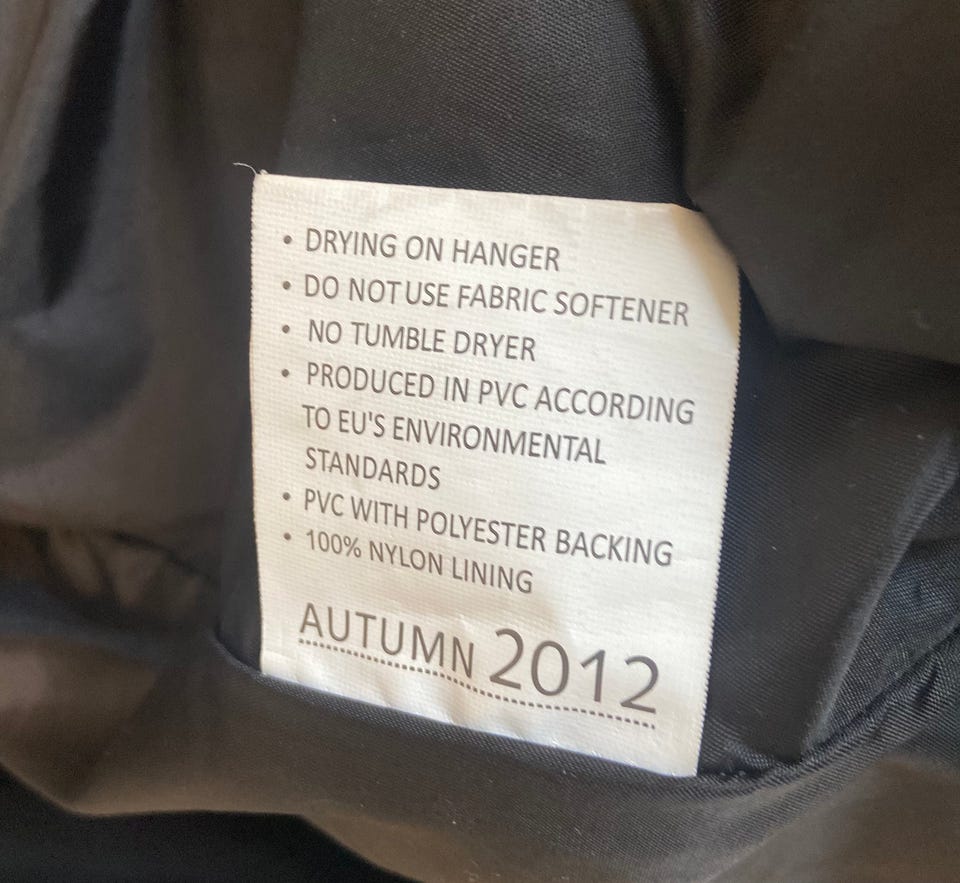 • DRYING ON HANGER
• DO NOT USE FABRIC SOFTENER
• NO TUMBLE DRYER
• PRODUCED IN PVC ACCORDING
TO EU'S ENVIRONMENTAL
STANDARDS
• PVC WITH POLYESTER BACKING
• 100% NYLON LINING
AUTUMN 2012